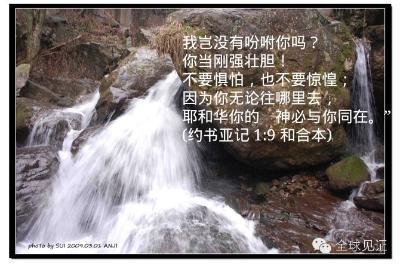 我岂没有吩咐你吗？
你当刚强壮胆！
不要惧怕，也不要惊惶；
因为你无论往哪里去，
耶和华你的　神必与你同在。”
(约书亚记 1:9 和合本)
photo by SUI 2009.03.01 ANJI
全球见证